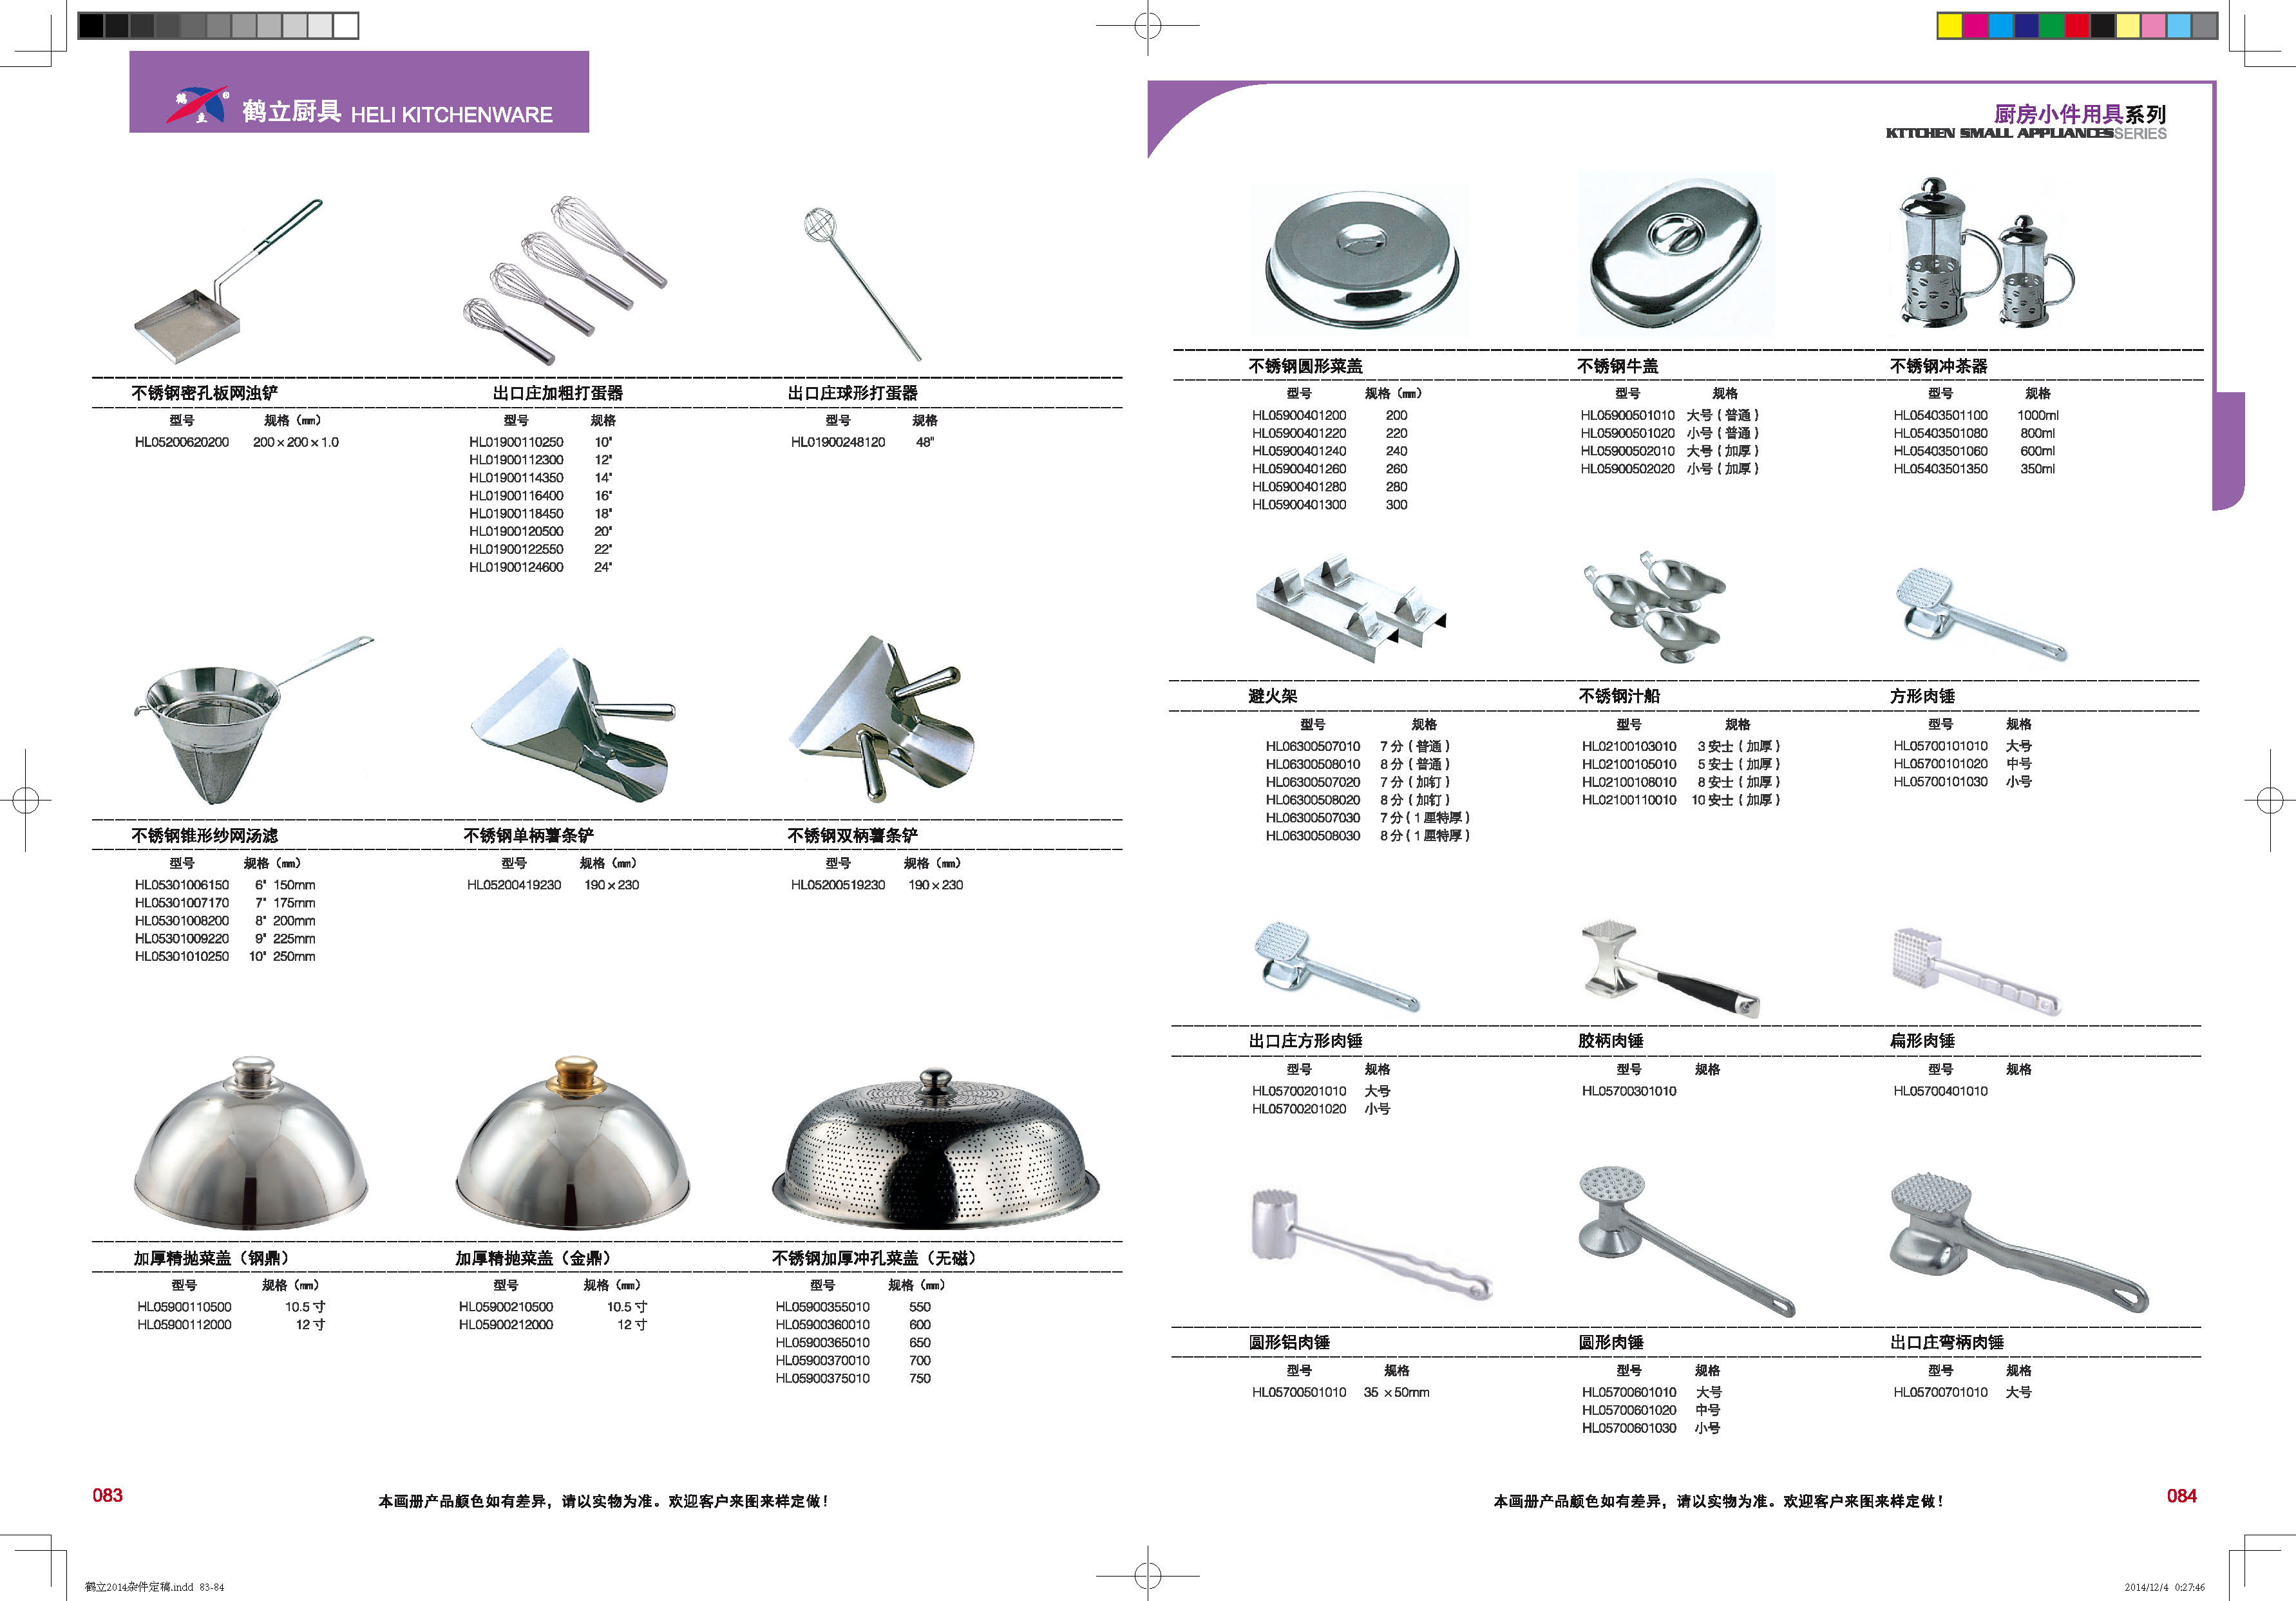 鹤立
鹤立厨具 HELI KITCHENWARE
不锈钢密孔板网浊铲
型号 规格（mm）
HL05200620200 200×200×1.0
出口庄加粗打蛋器
型号 规格
HL01900110250 10"
HL01900112300 12"
HL01900114350 14"
HL01900116400 16"
HL01900118450 18"
HL01900120500 20"
HL01900122550 22"
HL01900124600 24"
出口庄球形打蛋器
型号 规格
HL01900248120 48"
不锈钢锥形纱网汤滤
型号 规格（mm）
HL05301006150 6" 150mm
HL05301007170 7" 175mm
HL05301008200 8" 200mm
HL05301009220 9" 225mm
HL05301010250 10" 250mm
不锈钢单柄薯条铲
型号 规格（mm）
HL05200419230 190×230
不锈钢双柄薯条铲
型号 规格（mm）
HL05200519230 190×230
加厚精抛菜盖（钢鼎）
型号 规格（mm）
HL05900110500 10.5 寸
HL05900112000 12 寸
加厚精抛菜盖（金鼎）
型号 规格（mm）
HL05900210500 10.5 寸
HL05900212000 12 寸
不锈钢加厚冲孔菜盖（无磁）
型号 规格（mm）
HL05900355010 550
HL05900360010 600
HL05900365010 650
HL05900370010 700
HL05900375010 750
083
本画册产品颜色如有差异，请以实物为准。欢迎客户来图来样定做！
厨房小件用具系列
KTTCHEN SMALL APPLIANCESSERIES
不锈钢圆形菜盖
型号 规格（mm）
HL05900401200 200
HL05900401220 220
HL05900401240 240
HL05900401260 260
HL05900401280 280
HL05900401300 300
不锈钢牛盖
型号 规格
HL05900501010 大号（普通）
HL05900501020 小号（普通）
HL05900502010 大号（加厚）
HL05900502020 小号（加厚）
不锈钢冲茶器
型号 规格
HL05403501100 1000ml
HL05403501080 800ml
HL05403501060 600ml
HL05403501350 350ml
避火架
型号 规格
HL06300507010 7分（普通）
HL06300508010 8分（普通）
HL06300507020 7分（加钉）
HL06300508020 8分（加钉）
HL06300507030 7分（1厘特厚）
HL06300508030 8分（1厘特厚）
不锈钢汁船
型号 规格
HL02100103010 3安士（加厚）
HL02100105010 5安士（加厚）
HL02100108010 8安士（加厚）
HL02100110010 10安士（加厚）
方形肉锤
型号 规格
HL05700101010 大号
HL05700101020 中号
HL05700101030 小号
出口庄方形肉锤
型号 规格
HL05700201010 大号
HL05700201020 小号
胶柄肉锤
型号 规格
HL05700301010
扁形肉锤
型号 规格
HL05700401010
圆形铝肉锤
型号 规格
HL05700501010 35 ×50mm
圆形肉锤
型号 规格
HL05700601010 大号
HL05700601020 中号
HL05700601030 小号
出口庄弯柄肉锤
型号 规格
HL05700701010 大号
本画册产品颜色如有差异，请以实物为准。欢迎客户来图来样定做！
084
鹤立2014杂件定稿.indd 83-84
2014/12/4 0:27:46